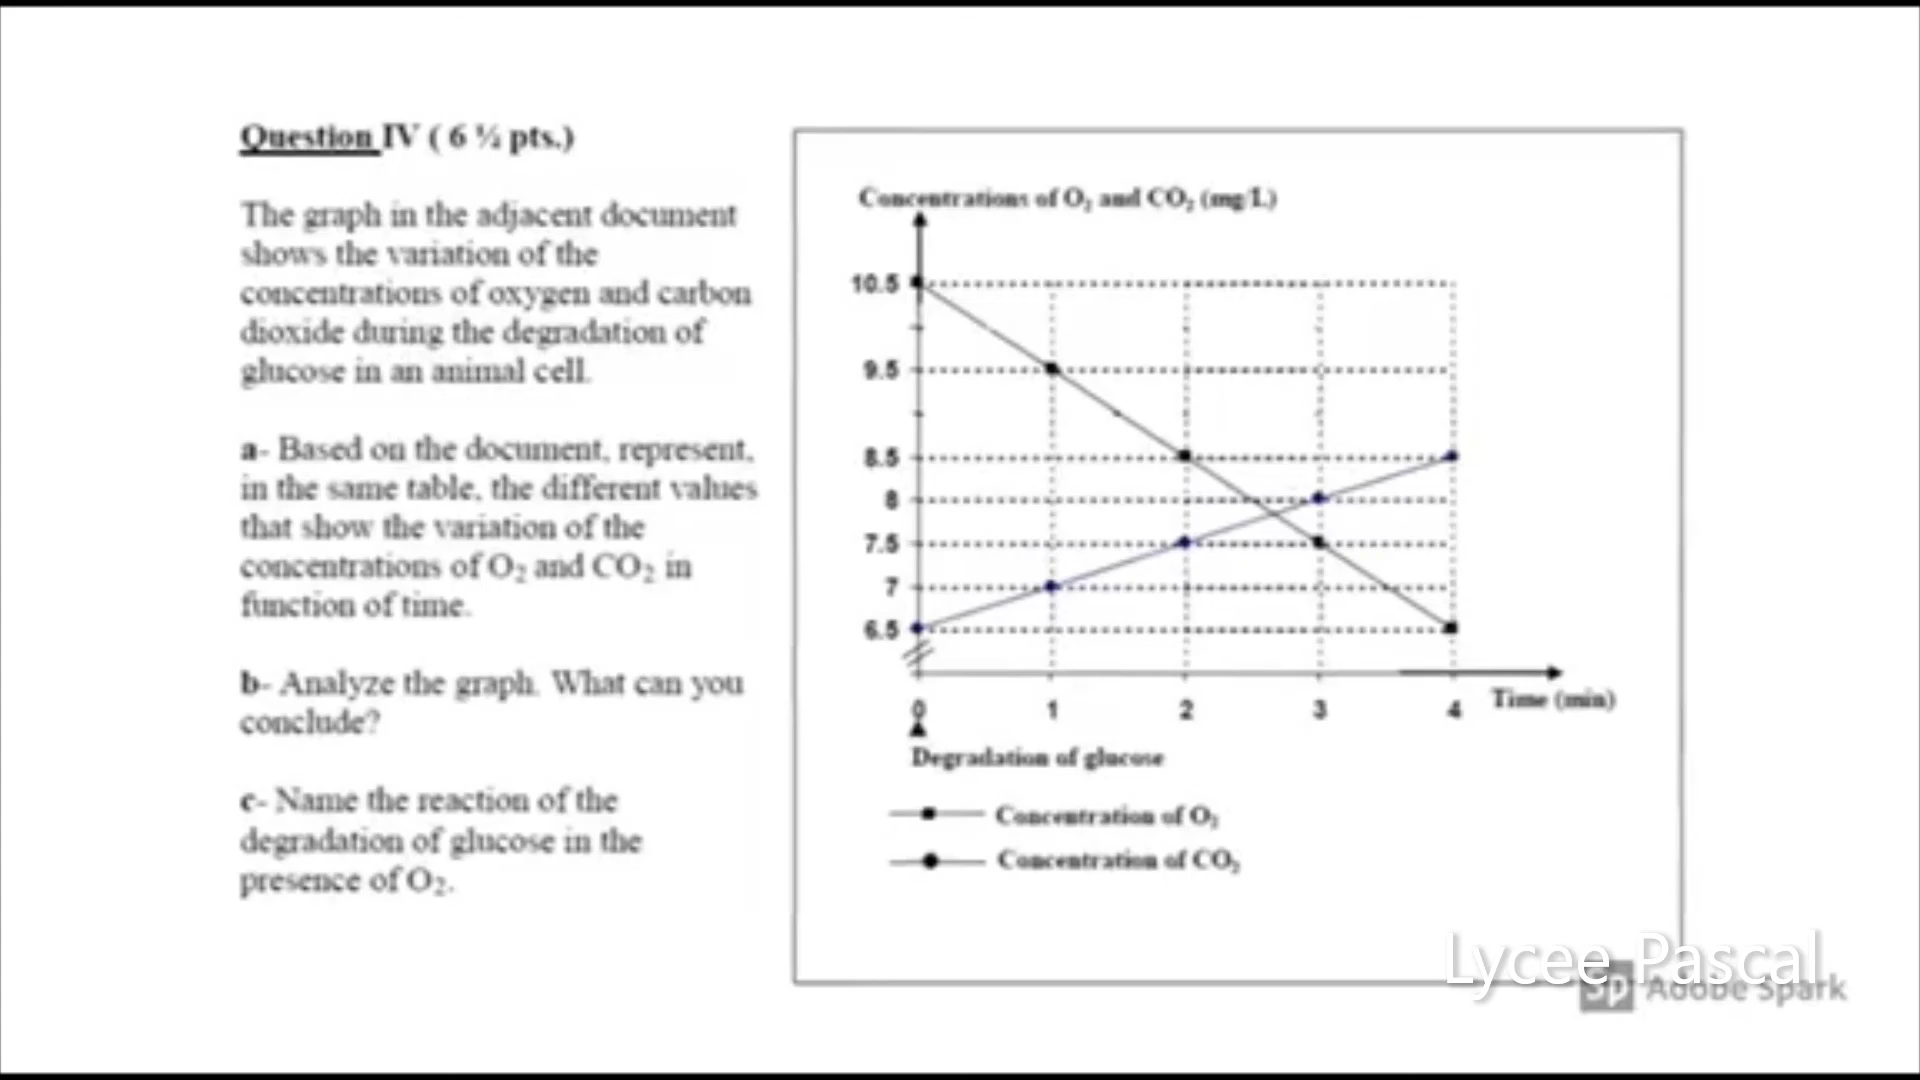 Question IV ( 6 ½ pts.)
The graph in the adjacent document
shows the variation of the
concentrations of oxygen and carbon
dioxide during the degradation of
glucose in an animal cell.
a- Based on the document, represent,
in the same table, the different values
that show the variation of the
concentrations of O₂ and CO₂ in
function of time.
b- Analyze the graph. What can you
conclude?
c- Name the reaction of the
degradation of glucose in the
presence of O₂.
Concentrations of O₂ and CO₂ (mg/L)
10.5
9.5
8.5
8
7.5
7
6.5
0 1 2 3 4 Time (min)
Degradation of glucose
Concentration of O₂
Concentration of CO₂
Lycee Pascal
Sp Adobe Spark